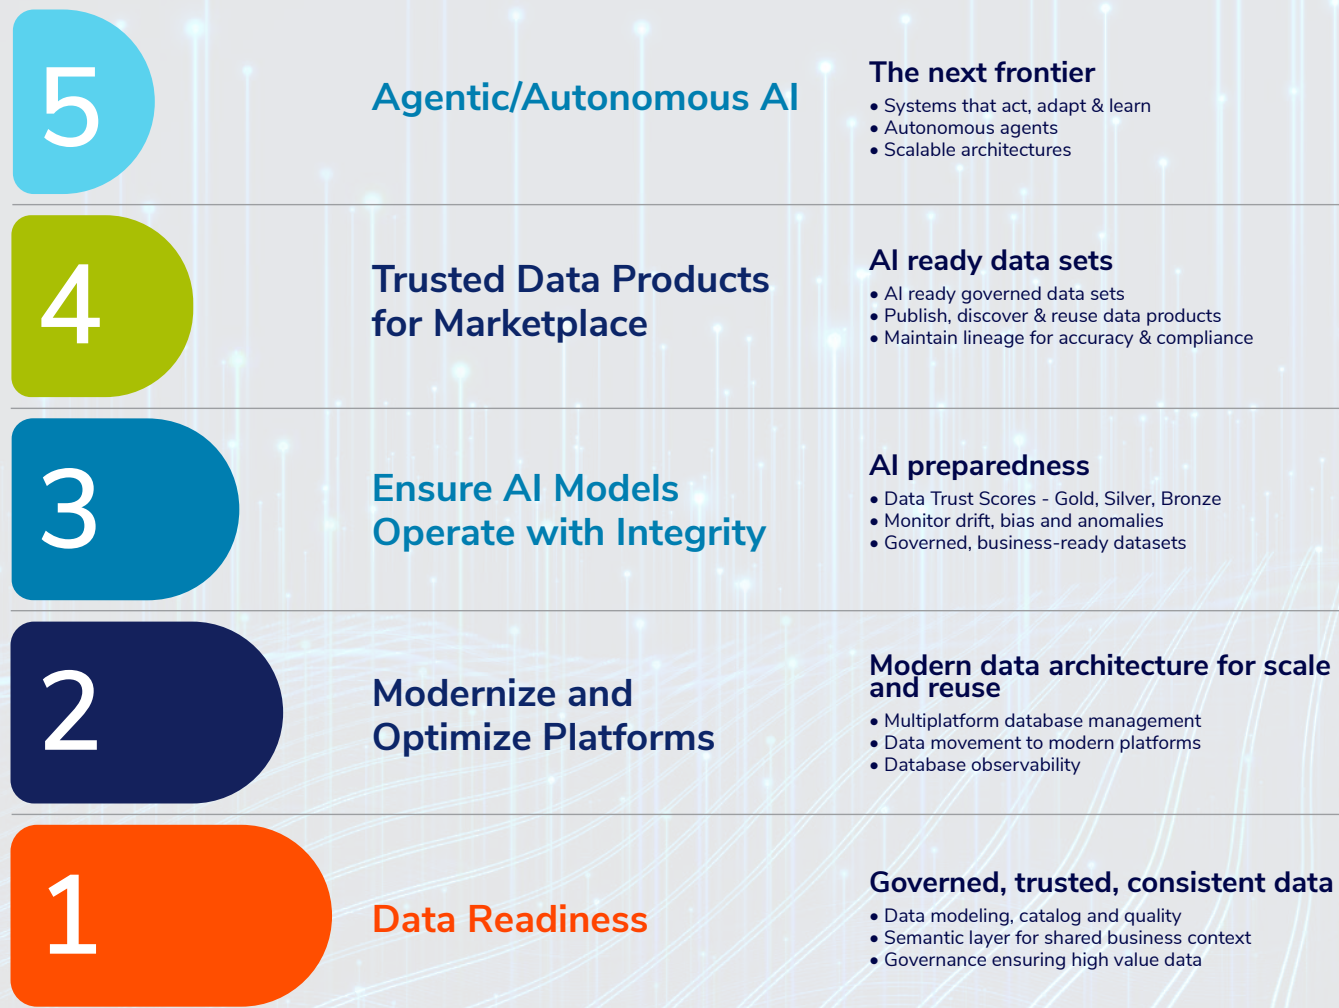 5
Agentic/Autonomous AI
The next frontier
• Systems that act, adapt & learn
• Autonomous agents
• Scalable architectures
4
Trusted Data Products
for Marketplace
AI ready data sets
• AI ready governed data sets
• Publish, discover & reuse data products
• Maintain lineage for accuracy & compliance
3
Ensure AI Models
Operate with Integrity
AI preparedness
• Data Trust Scores - Gold, Silver, Bronze
• Monitor drift, bias and anomalies
• Governed, business-ready datasets
2
Modernize and
Optimize Platforms
Modern data architecture for scale
and reuse
• Multiplatform database management
• Data movement to modern platforms
• Database observability
1
Data Readiness
Governed, trusted, consistent data
• Data modeling, catalog and quality
• Semantic layer for shared business context
• Governance ensuring high value data